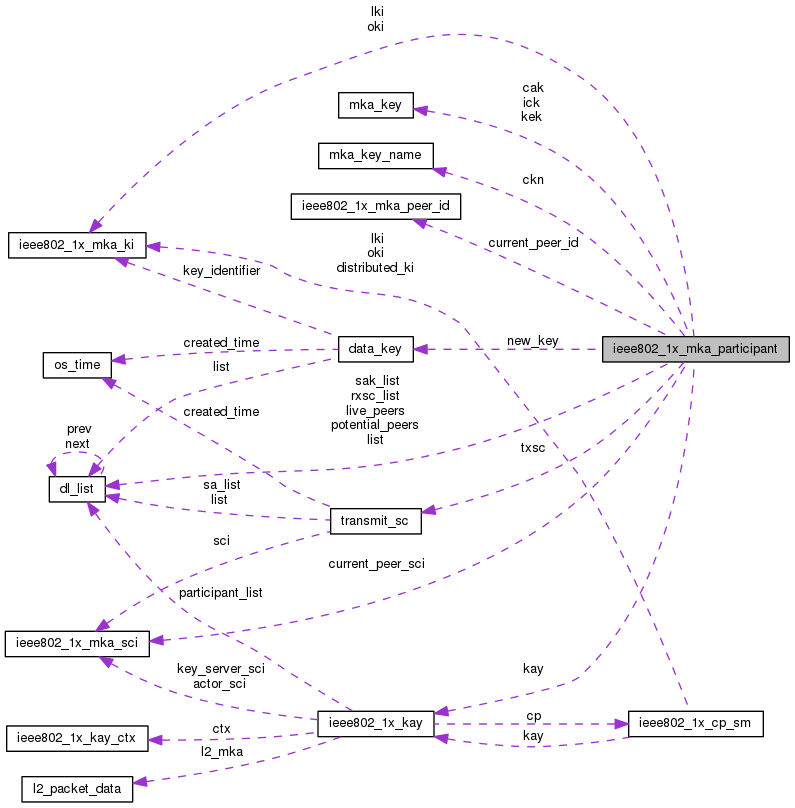 lki
oki
cak
ick
kek
mka_key
mka_key_name
ckn
ieee802_1x_mka_peer_id
ieee802_1x_mka_ki
lki
oki
distributed_ki
current_peer_id
key_identifier
created_time
data_key
new_key
ieee802_1x_mka_participant
os_time
list
sak_list
rxsc_list
live_peers
potential_peers
list
created_time
prev
next
txsc
dl_list
sa_list
list
transmit_sc
sci
current_peer_sci
participant_list
ieee802_1x_mka_sci
key_server_sci
actor_sci
kay
ieee802_1x_kay_ctx
ctx
ieee802_1x_kay
cp
kay
ieee802_1x_cp_sm
l2_mka
l2_packet_data